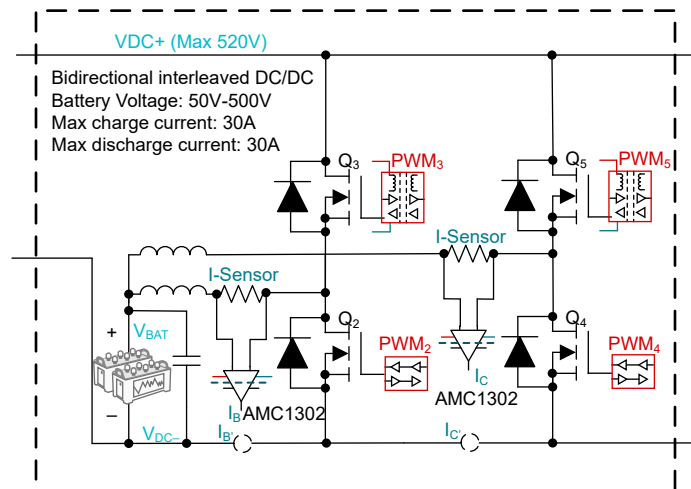 VDC+ (Max 520V)
Bidirectional interleaved DC/DC
Battery Voltage: 50V-500V
Max charge current: 30A
Max discharge current: 30A
Q3
PWM3
Q5
PWM5
I-Sensor
I-Sensor
Q2
PWM2
Q4
PWM4
+
VBAT
–
IB
AMC1302
IC
AMC1302
VDC–
IB'
IC'